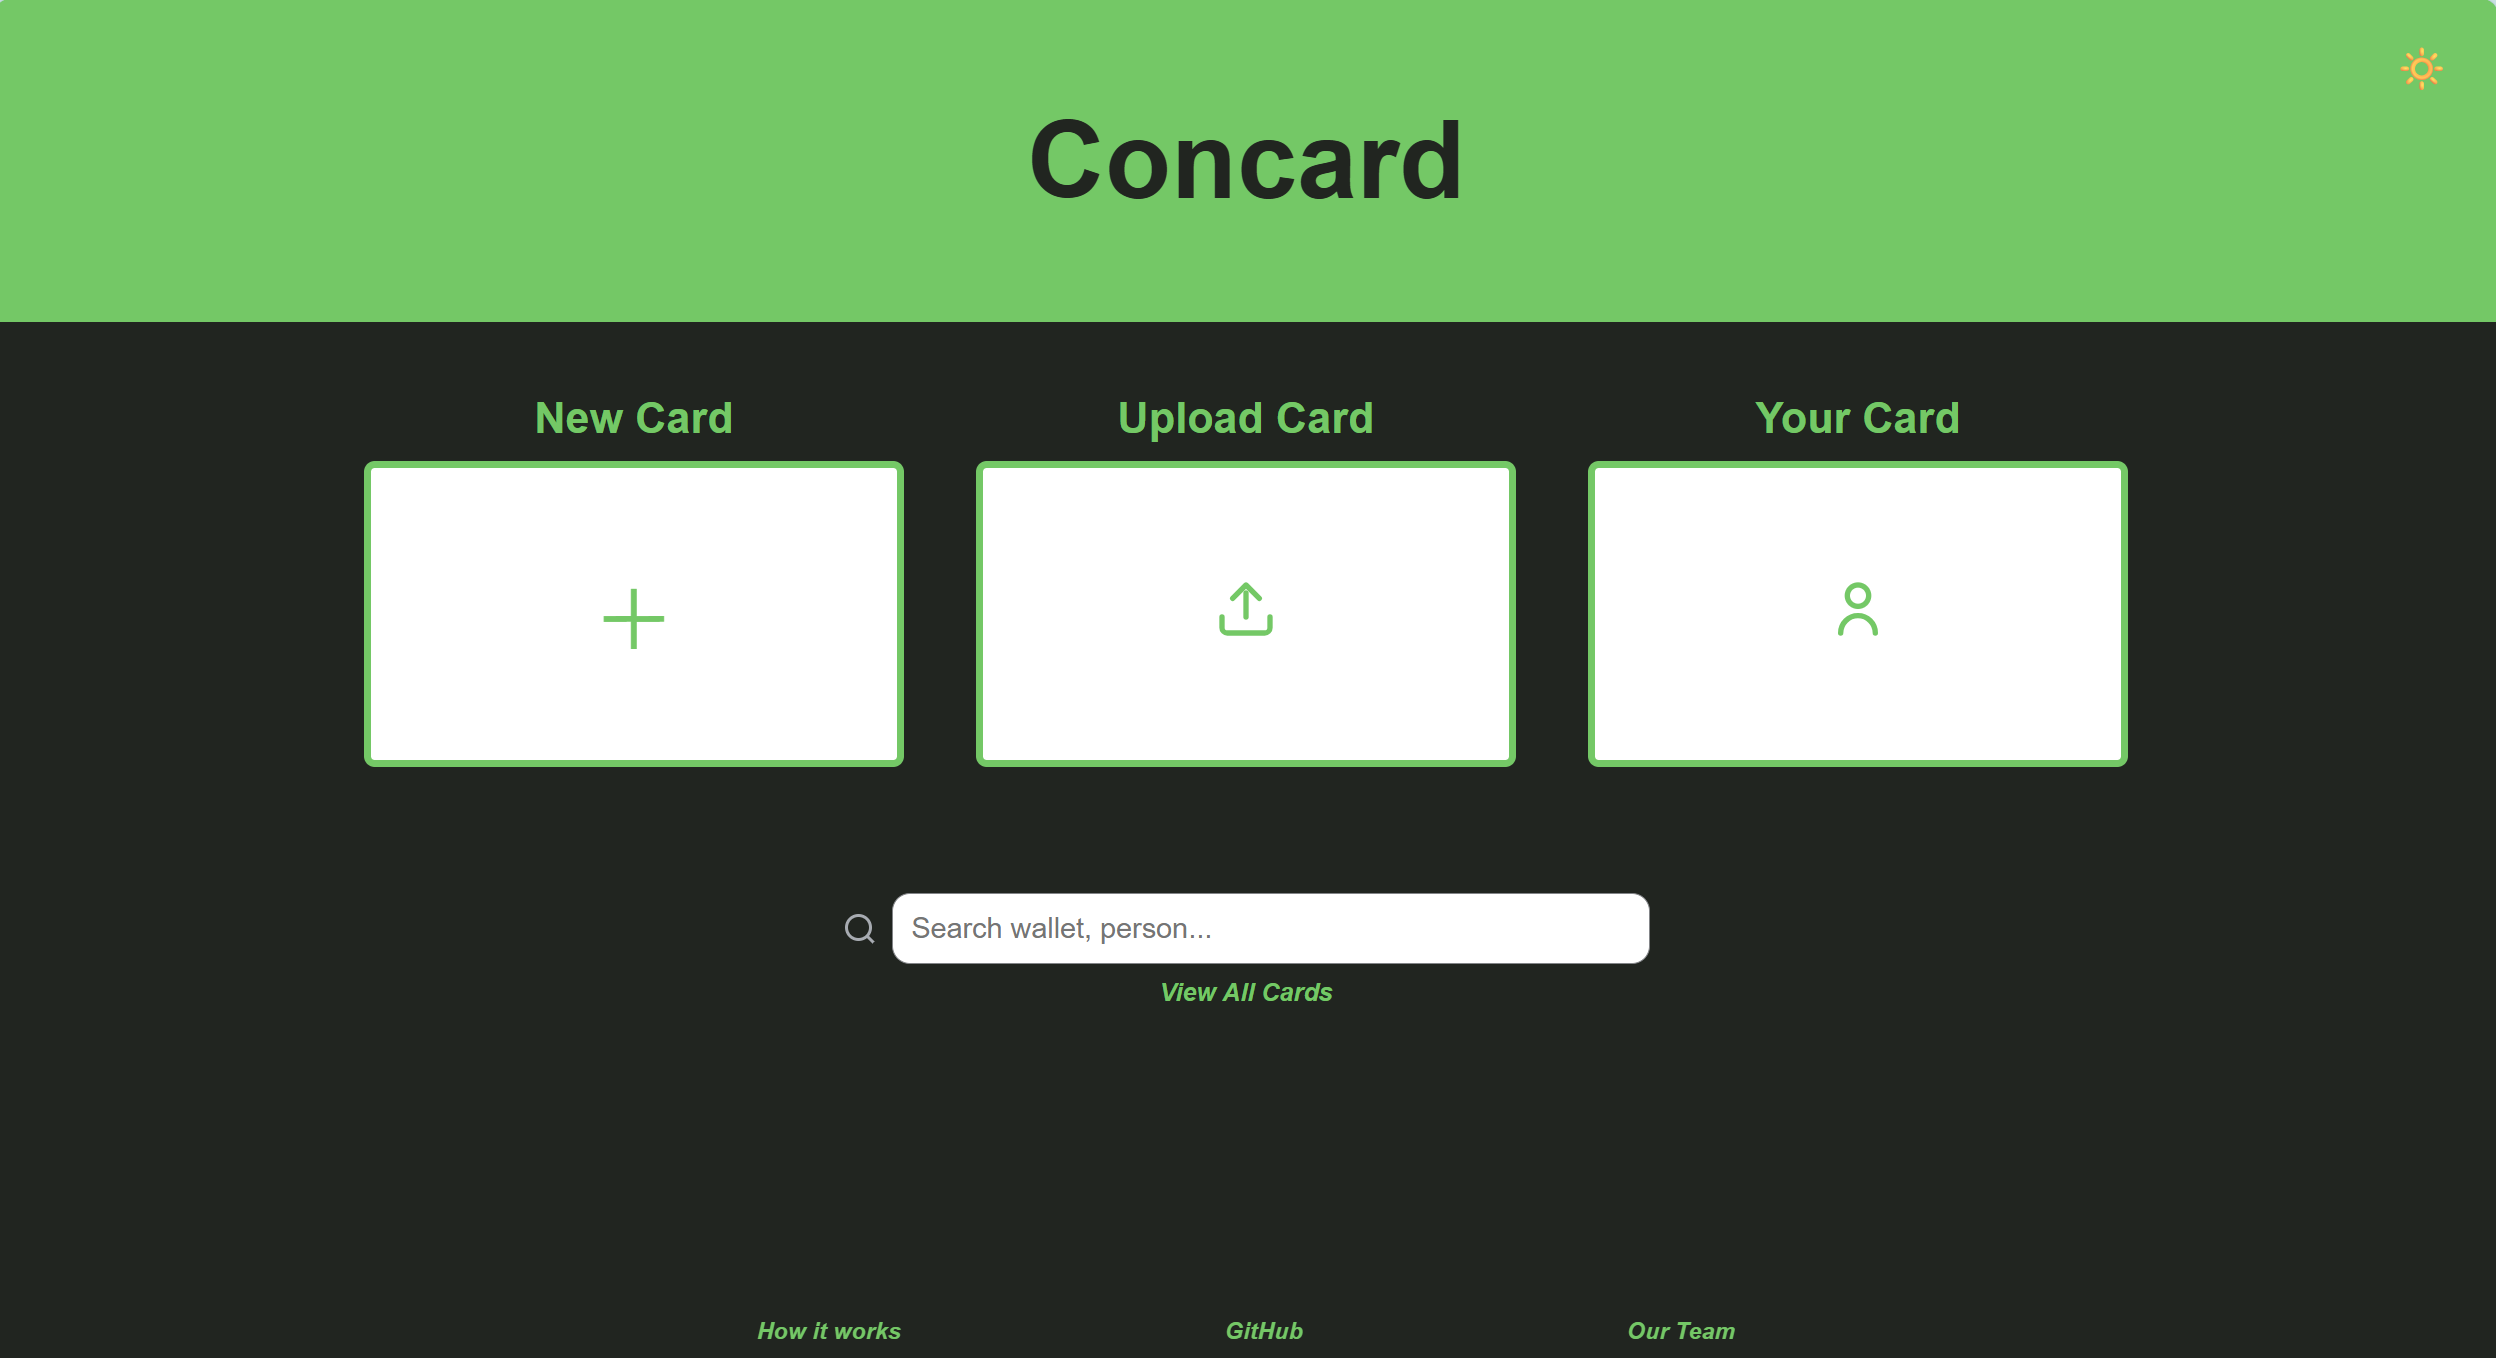 Concard
New Card
Upload Card
Your Card
Search wallet, person...
View All Cards
How it works
GitHub
Our Team